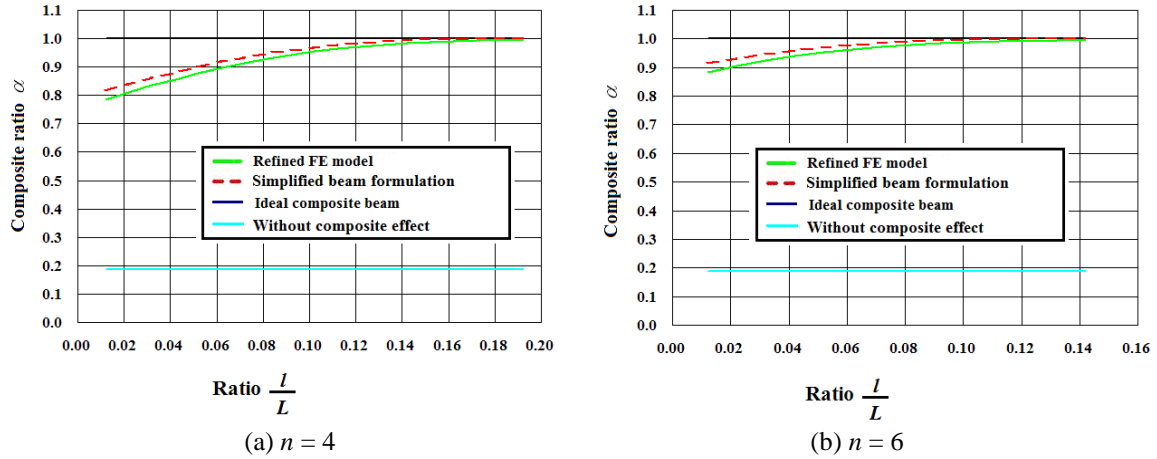 1.1
1.0
0.9
0.8
0.7
0.6
0.5
0.4
0.3
0.2
0.1
0.0
Composite ratio α
Refined FE model
Simplified beam formulation
Ideal composite beam
Without composite effect
0.00 0.02 0.04 0.06 0.08 0.10 0.12 0.14 0.16 0.18 0.20
Ratio l/L
(a) n = 4
1.1
1.0
0.9
0.8
0.7
0.6
0.5
0.4
0.3
0.2
0.1
0.0
Composite ratio α
Refined FE model
Simplified beam formulation
Ideal composite beam
Without composite effect
0.00 0.02 0.04 0.06 0.08 0.10 0.12 0.14 0.16
Ratio l/L
(b) n = 6